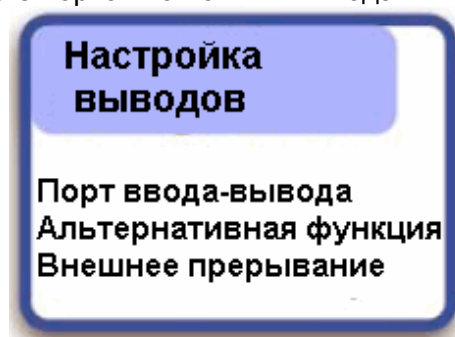 Настройка
выводов
Порт ввода-вывода
Альтернативная функция
Внешнее прерывание